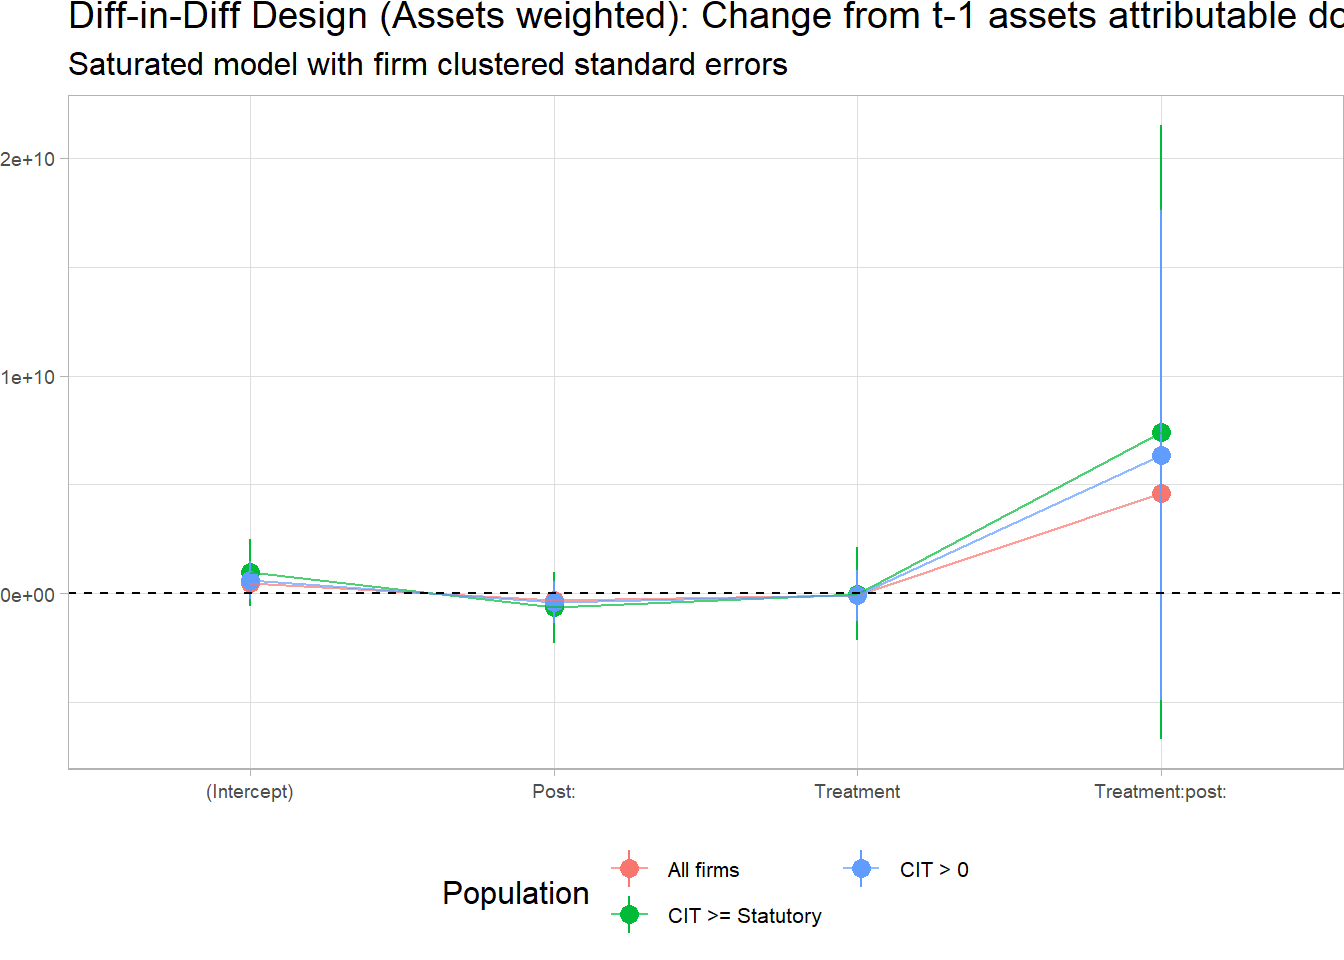 Diff-in-Diff Design (Assets weighted): Change from t-1 assets attributable
Saturated model with firm clustered standard errors
2e+10
1e+10
0e+00
(Intercept)
Post:
Treatment
Treatment:post:
Population
All firms
CIT > 0
CIT >= Statutory